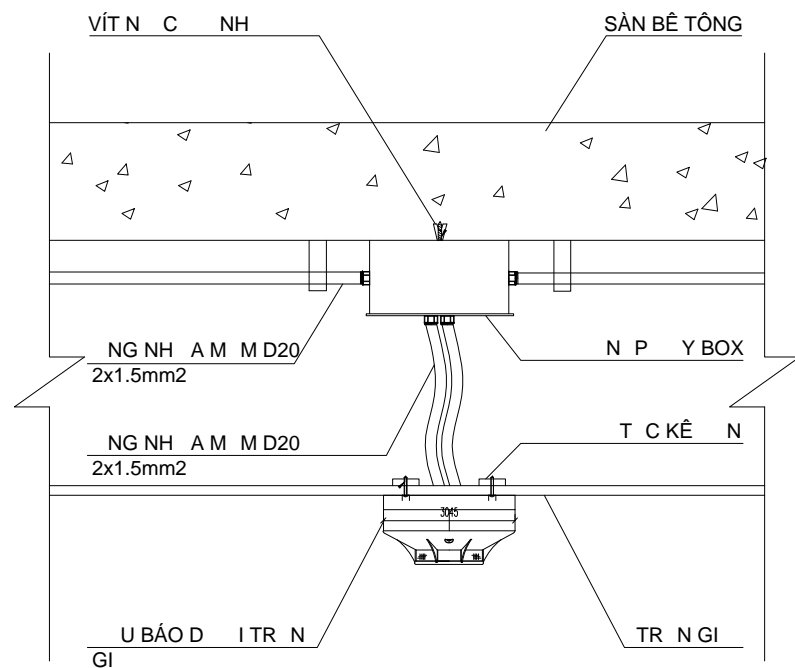 VÍT N C NH
SÀN BÊ TÔNG
NG NH A M M D20
2x1.5mm2
N P Y BOX
NG NH A M M D20
2x1.5mm2
T C KÊ N
3045
U BÁO D I TR N
GI
TR N GI